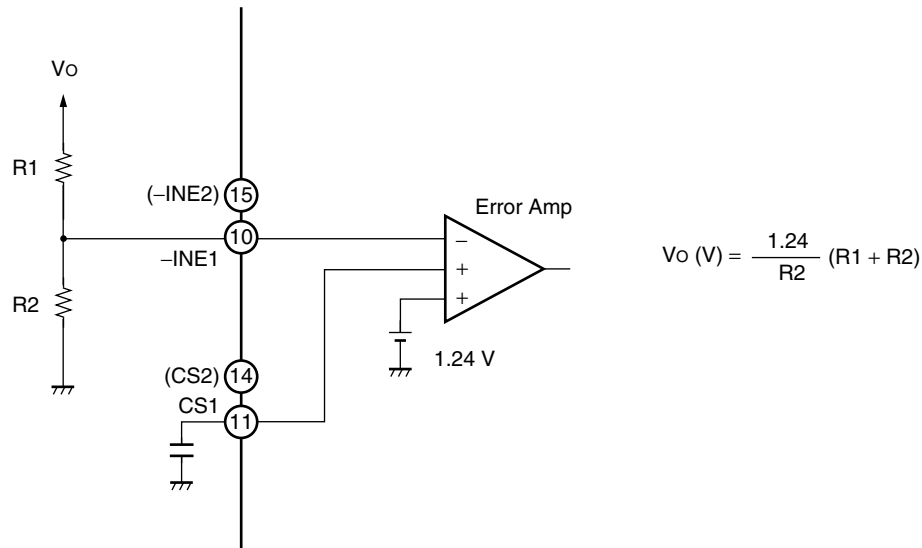 Vo
R1
(–INE2) 15
10
–INE1
R2
Error Amp
–
+
+
1.24 V
(CS2) 14
CS1
11
Vo (V) = 1.24 / R2 (R1 + R2)